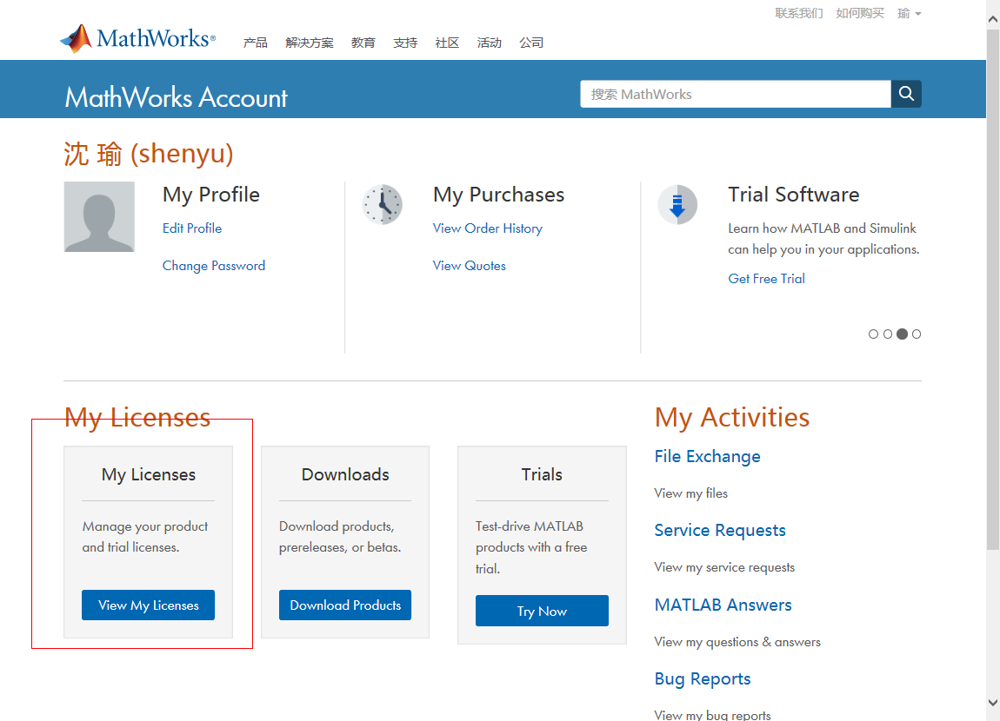 联系我们 如何购买 瑜
MathWorks®
产品 解决方案 教育 支持 社区 活动 公司
MathWorks Account
搜索 MathWorks
沈 瑜 (shenyu)
My Profile
Edit Profile
Change Password
My Purchases
View Order History
View Quotes
Trial Software
Learn how MATLAB and Simulink
can help you in your applications.
Get Free Trial
My Licenses
My Licenses
Manage your product
and trial licenses.
View My Licenses
Downloads
Download products,
prereleases, or betas.
Download Products
Trials
Test-drive MATLAB
products with a free
trial.
Try Now
My Activities
File Exchange
View my files
Service Requests
View my service requests
MATLAB Answers
View my questions & answers
Bug Reports
View my bug reports